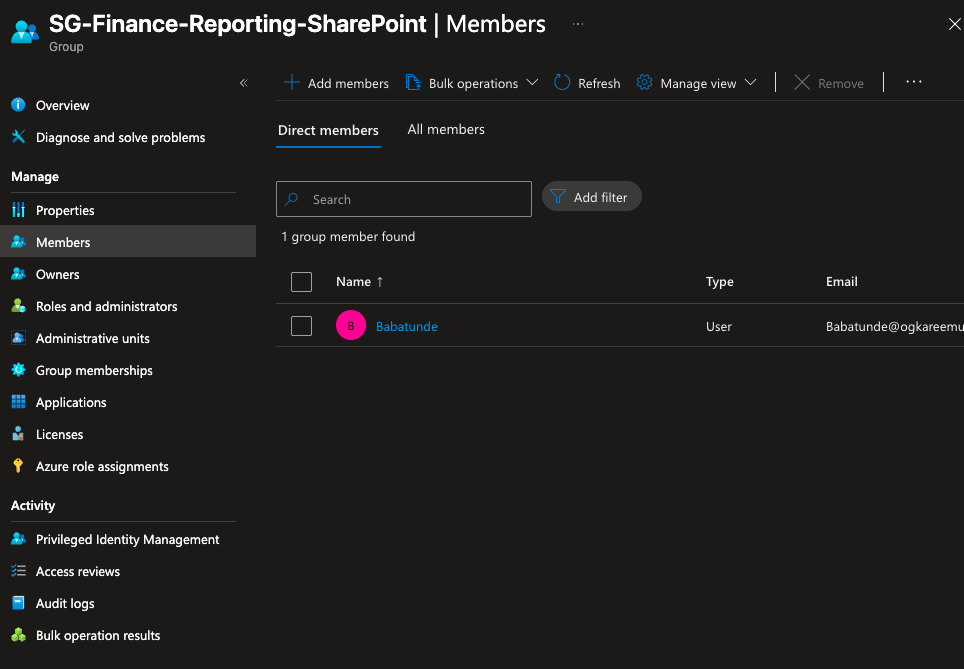 SG-Finance-Reporting-SharePoint | Members ...
Group
«
Add members Bulk operations Refresh Manage view Remove ...
Overview
Diagnose and solve problems
Manage
Properties
Members
Owners
Roles and administrators
Administrative units
Group memberships
Applications
Licenses
Azure role assignments
Activity
Privileged Identity Management
Access reviews
Audit logs
Bulk operation results
Direct members All members
Search Add filter
1 group member found
Name ↑ Type Email
B Babatunde User Babatunde@ogkareemu